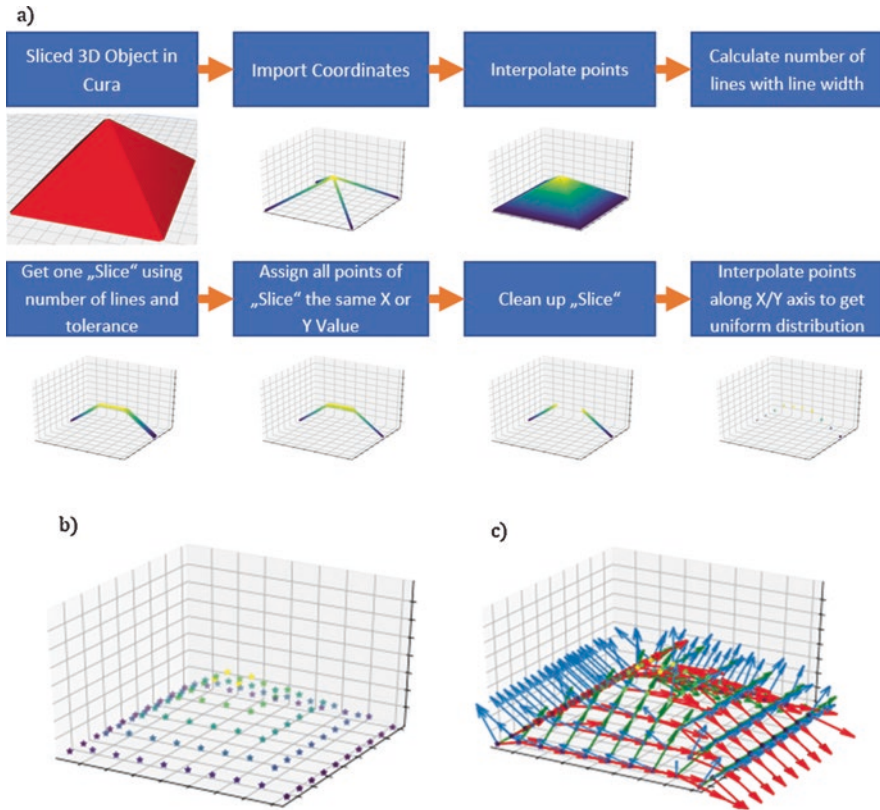 a)
Sliced 3D Object in
Cura
Import Coordinates
Interpolate points
Calculate number of
lines with line width
Get one „Slice“ using
number of lines and
tolerance
Assign all points of
„Slice“ the same X or
Y Value
Clean up „Slice“
Interpolate points
along X/Y axis to get
uniform distribution
b)
c)